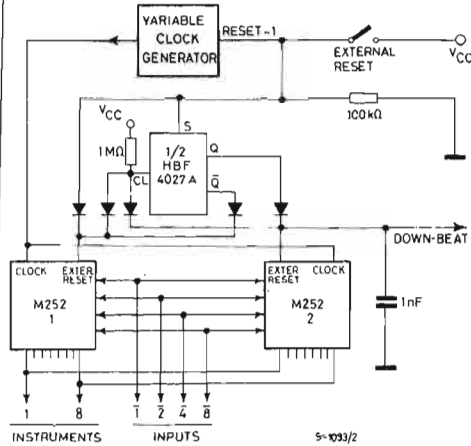 VARIABLE
CLOCK
GENERATOR
RESET-1
EXTERNAL
RESET
VCC
100kΩ
VCC
1MΩ
S
1/2
HBF
4027A
CL
Q
Q̅
DOWN-BEAT
CLOCK
EXTER
RESET
M252
1
EXTER
RESET
CLOCK
M252
2
1nF
1
8
1̅
2̅
4̅
8̅
INSTRUMENTS
INPUTS
S-1093/2